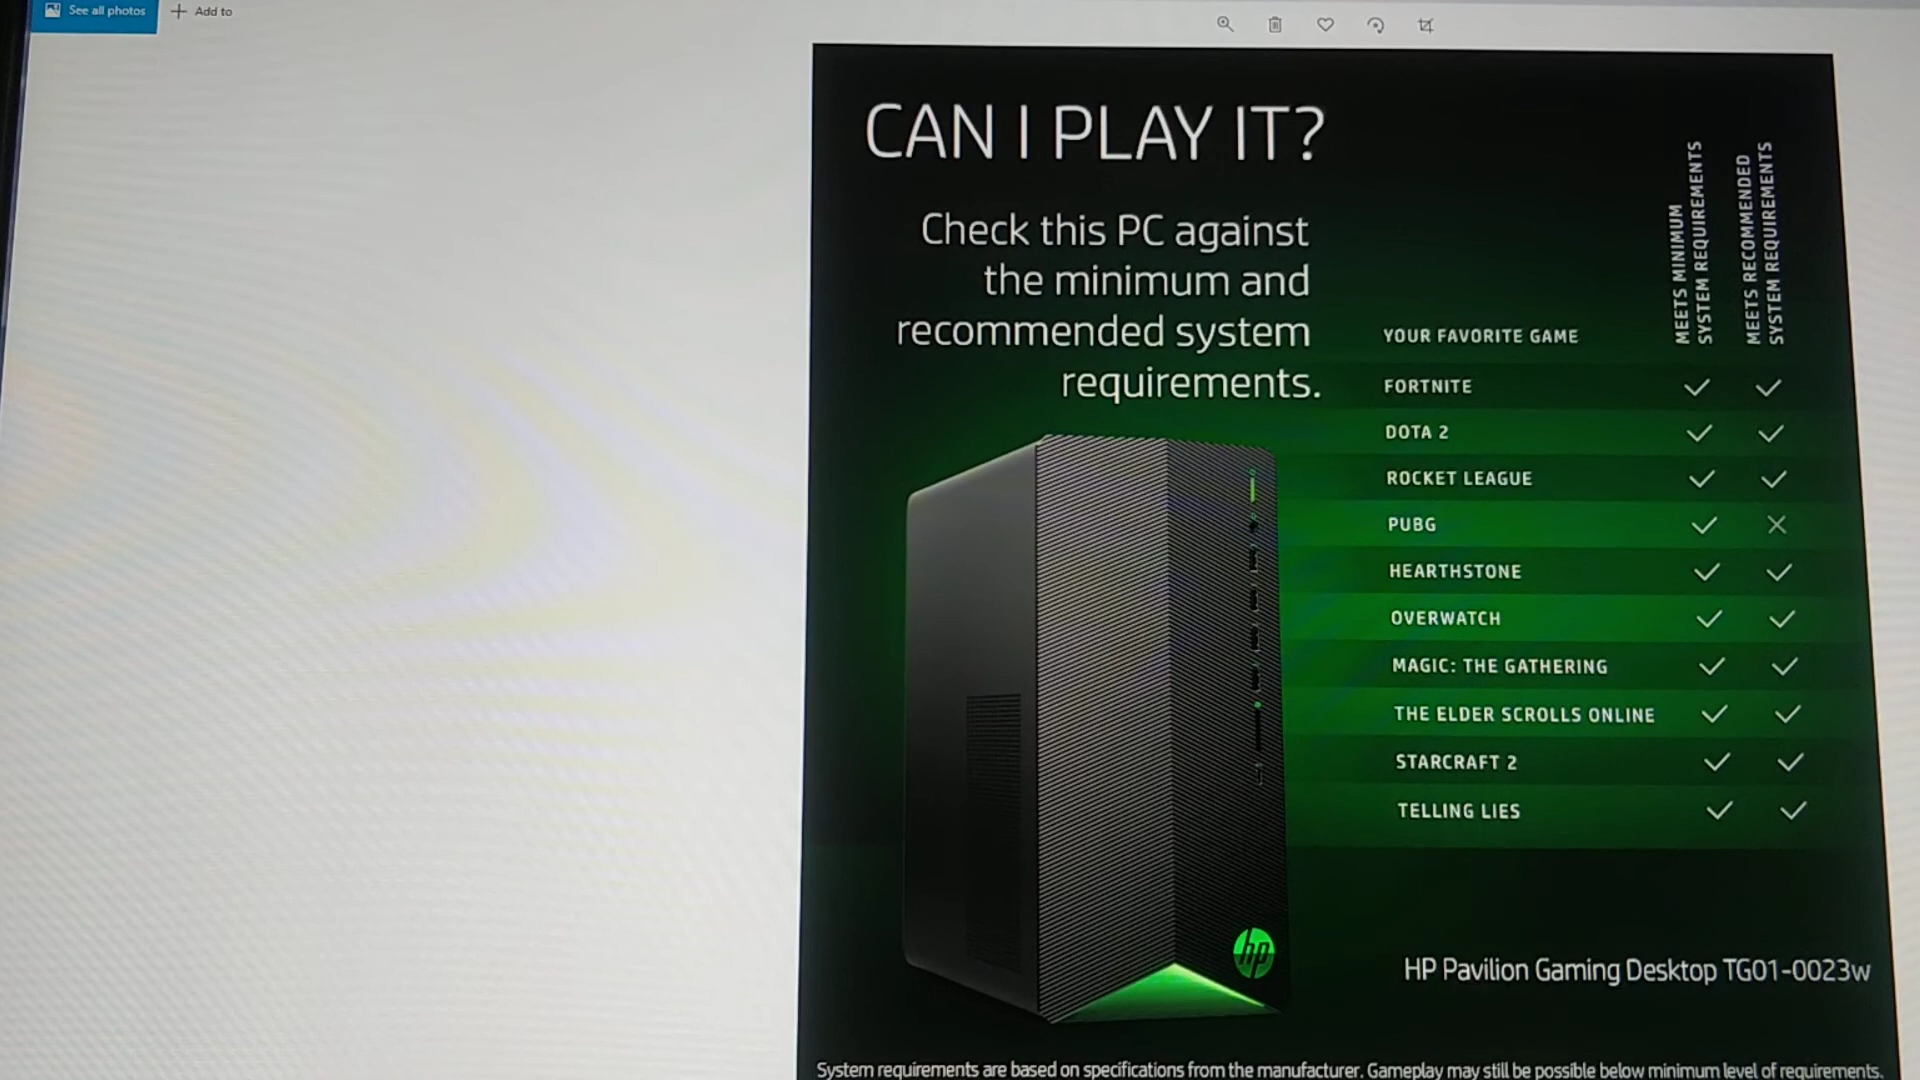 See all photos
Add to
CAN I PLAY IT?
Check this PC against
the minimum and
recommended system
requirements.
MEETS MINIMUM
SYSTEM REQUIREMENTS
MEETS RECOMMENDED
SYSTEM REQUIREMENTS
YOUR FAVORITE GAME
FORTNITE
DOTA 2
ROCKET LEAGUE
PUBG
HEARTHSTONE
OVERWATCH
MAGIC: THE GATHERING
THE ELDER SCROLLS ONLINE
STARCRAFT 2
TELLING LIES
hp
HP Pavilion Gaming Desktop TG01-0023w
System requirements are based on specifications from the manufacturer. Gameplay may still be possible below minimum level of requirements.